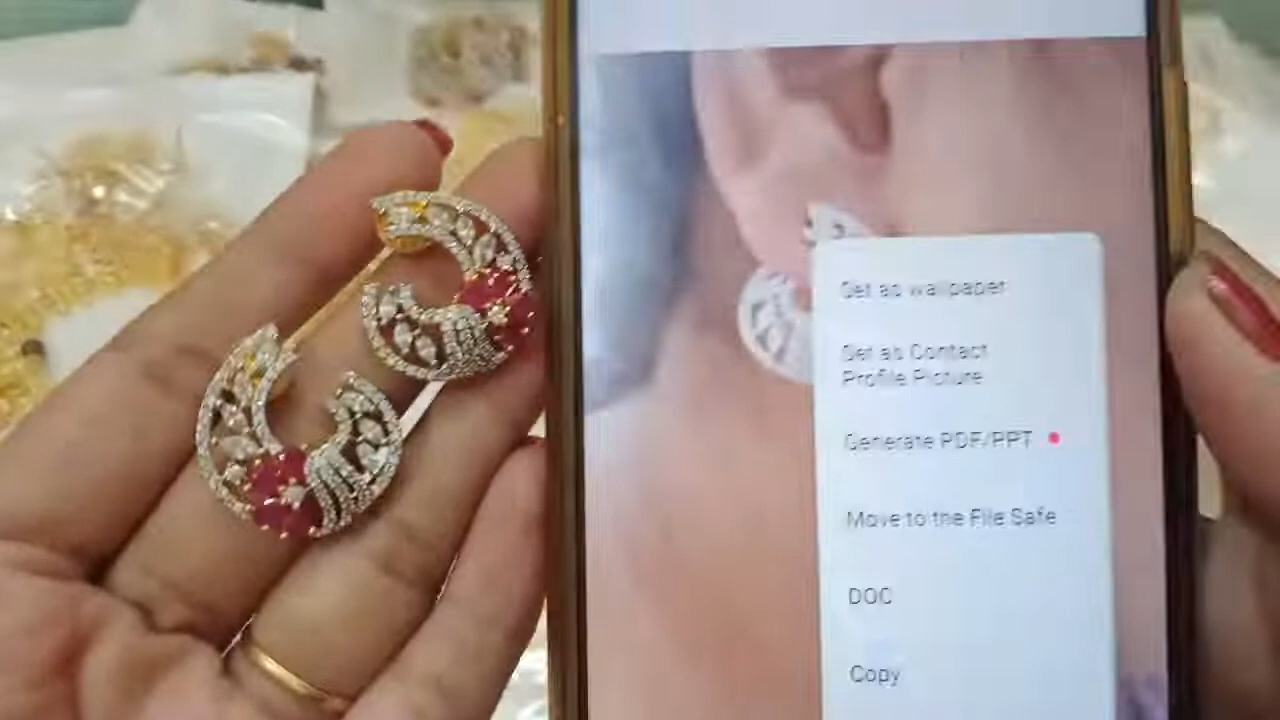 Set as wallpaper
Set as Contact
Profile Picture
Generate PDF/PPT
Move to the File Safe
DOC
Copy